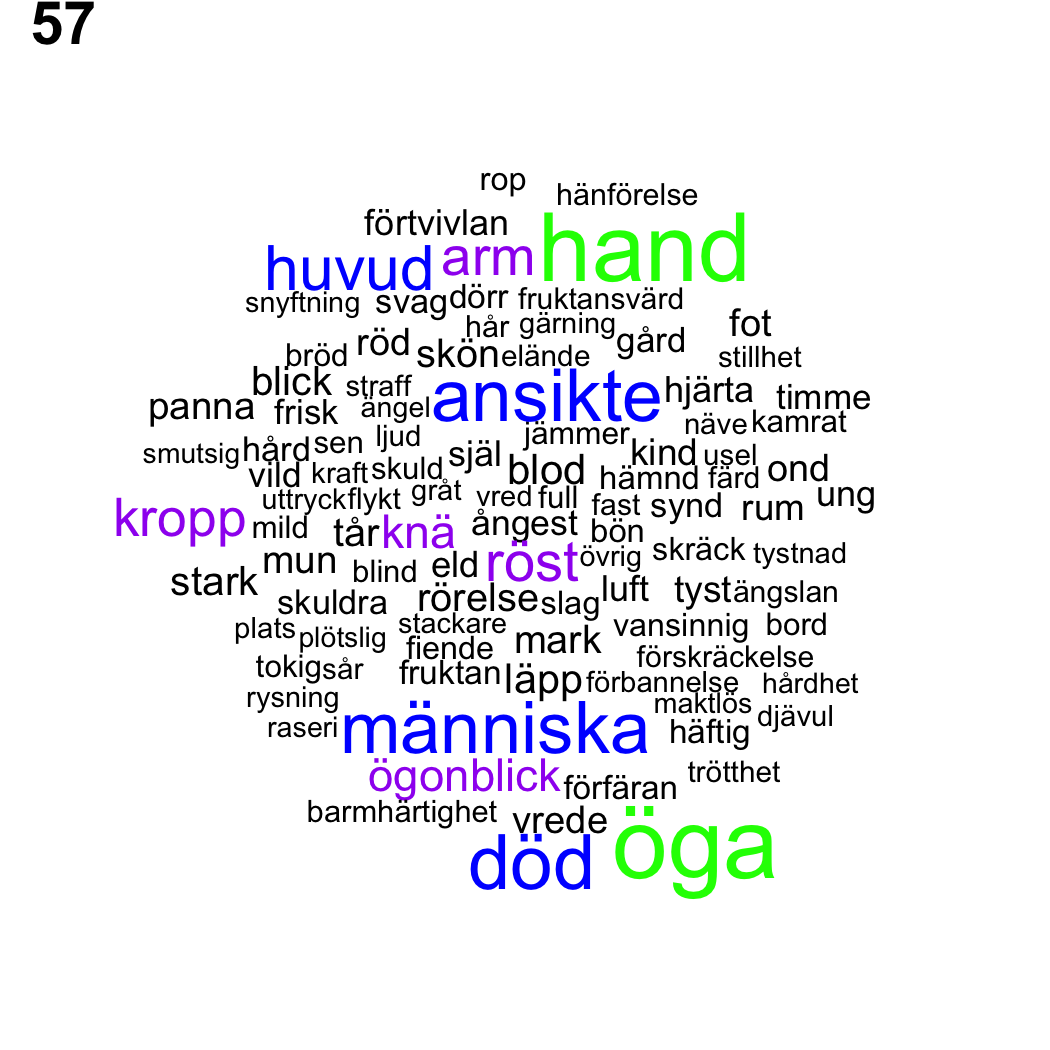 57
rop
hänförelse
förtvivlan
huvud arm hand
snyftning svag dörr fruktansvärd
hår gärning
fot
bröd röd skön elände gård stillhet
blick straff ansikte hjärta timme
panna frisk ängel
näve kamrat
smutsig hård sen ljud jämmer
själ kind usel
vild kraft skuld blod hämnd färd ond
uttryck flykt gråt vred full fast synd rum ung
kropp mild tår knä ångest bön
mun blind eld röst övrig skräck tystnad
stark
skuldra rörelse slag luft tyst ängslan
plats plötslig stackare mark vansinnig bord
fiende
tokig sår fruktan läpp förbannelse förskräckelse hårdhet
rysning
maktlös
raseri människa häftig djävul
ögonblick förfäran trötthet
barmhärtighet vrede
död öga